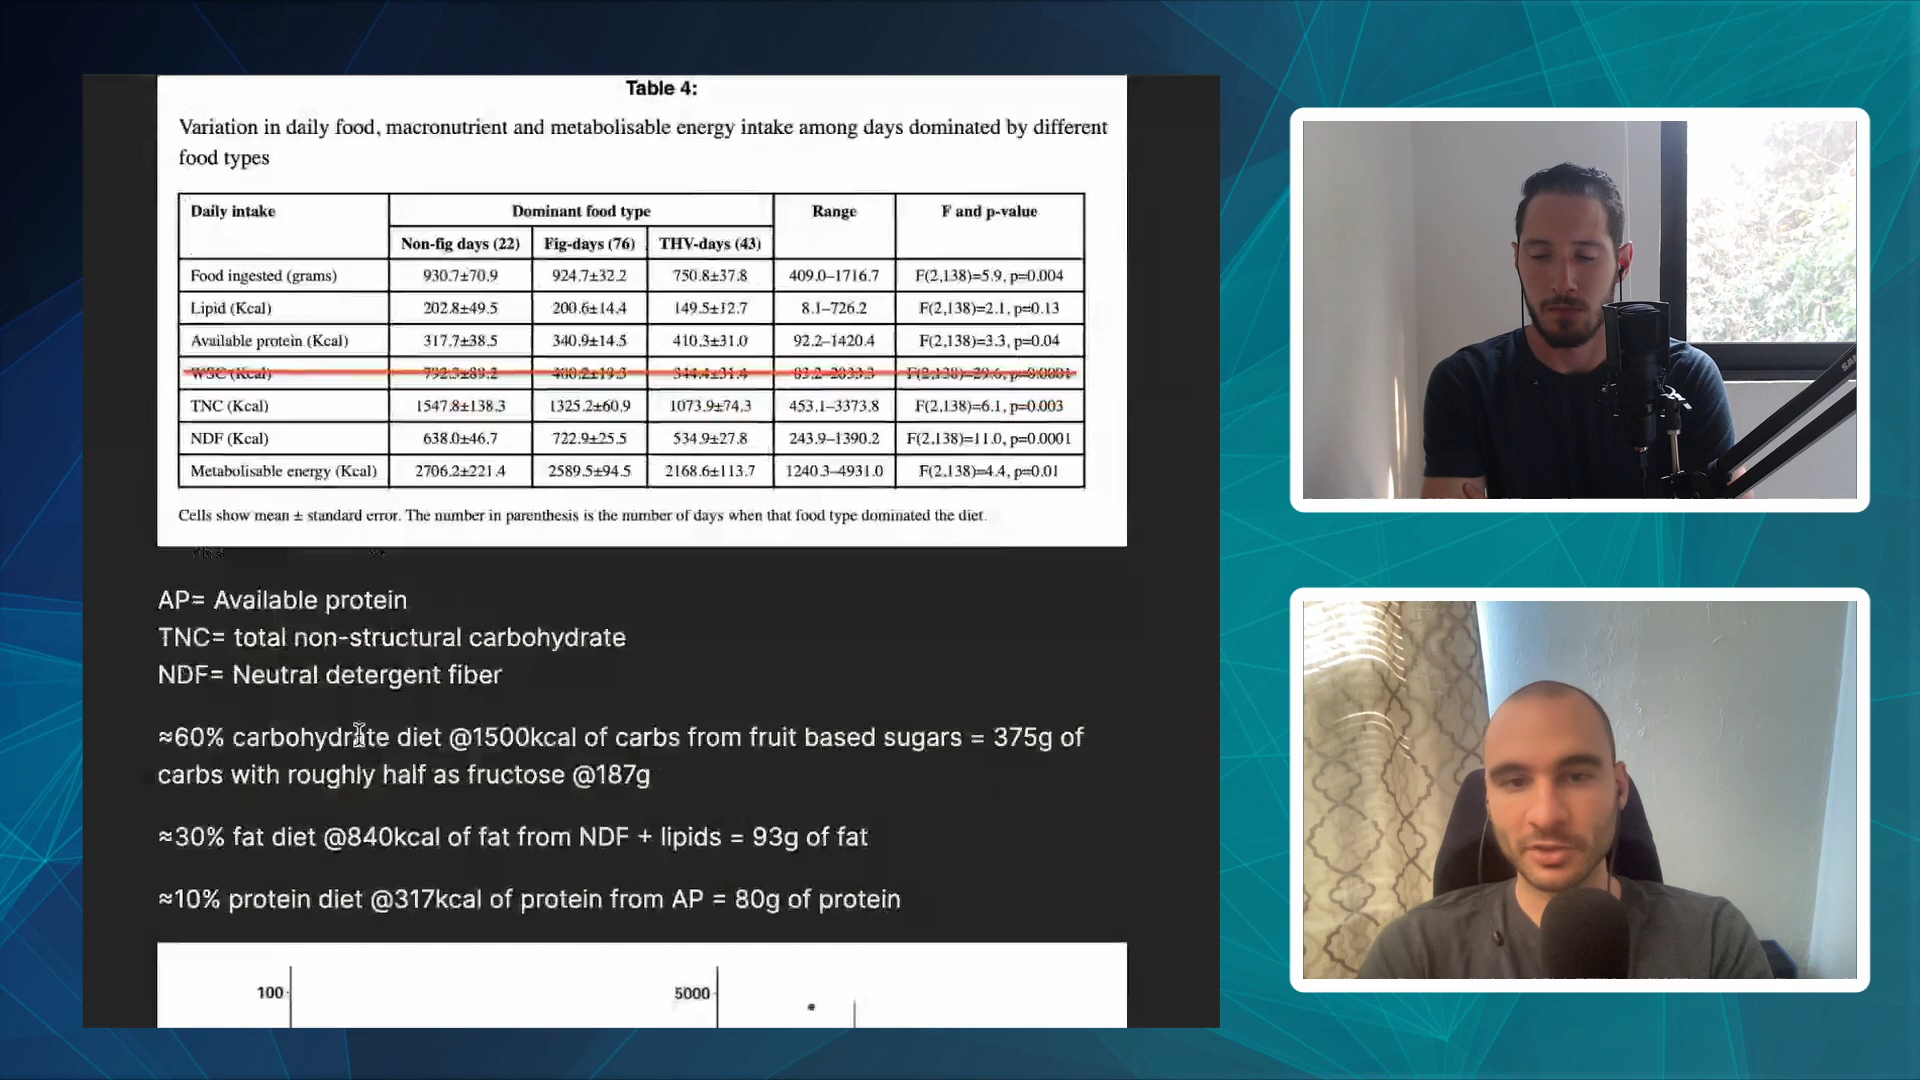 Table 4:
Variation in daily food, macronutrient and metabolisable energy intake among days dominated by different
food types
Daily intake Dominant food type Range F and p-value
Non-fig days (22) Fig-days (76) THV-days (43)
Food ingested (grams) 930.7±70.9 924.7±32.2 750.8±37.8 409.0–1716.7 F(2,138)=5.9, p=0.004
Lipid (Kcal) 202.8±49.5 200.6±14.4 149.5±12.7 8.1–726.2 F(2,138)=2.1, p=0.13
Available protein (Kcal) 317.7±38.5 340.9±14.5 410.3±31.0 92.2–1420.4 F(2,138)=3.3, p=0.04
WSC (Kcal)
TNC (Kcal) 1547.8±138.3 1325.2±60.9 1073.9±74.3 453.1–3373.8 F(2,138)=6.1, p=0.003
NDF (Kcal) 638.0±46.7 722.9±25.5 534.9±27.8 243.9–1390.2 F(2,138)=11.0, p=0.0001
Metabolisable energy (Kcal) 2706.2±221.4 2589.5±94.5 2168.6±113.7 1240.3–4931.0 F(2,138)=4.4, p=0.01
Cells show mean ± standard error. The number in parenthesis is the number of days when that food type dominated the diet.
AP= Available protein
TNC= total non-structural carbohydrate
NDF= Neutral detergent fiber
≈60% carbohydrate diet @1500kcal of carbs from fruit based sugars = 375g of
carbs with roughly half as fructose @187g
≈30% fat diet @840kcal of fat from NDF + lipids = 93g of fat
≈10% protein diet @317kcal of protein from AP = 80g of protein
100
5000